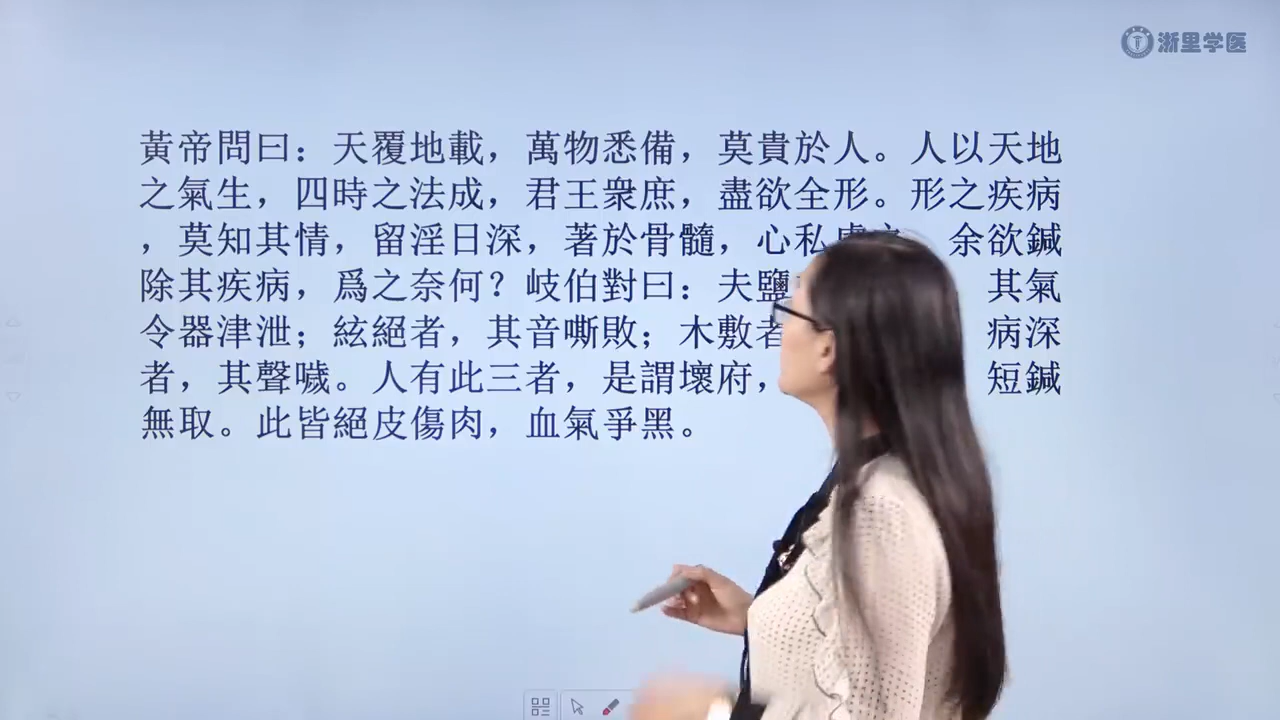 浙里学医
黃帝問曰：天覆地載，萬物悉備，莫貴於人。人以天地
之氣生，四時之法成，君王衆庶，盡欲全形。形之疾病
，莫知其情，留淫日深，著於骨髓，心私 余欲鍼
除其疾病，爲之奈何？岐伯對曰：夫鹽 其氣
令器津泄；絃絕者，其音嘶敗；木敷者 病深
者，其聲噦。人有此三者，是謂壞府， 短鍼
無取。此皆絕皮傷肉，血氣爭黑。